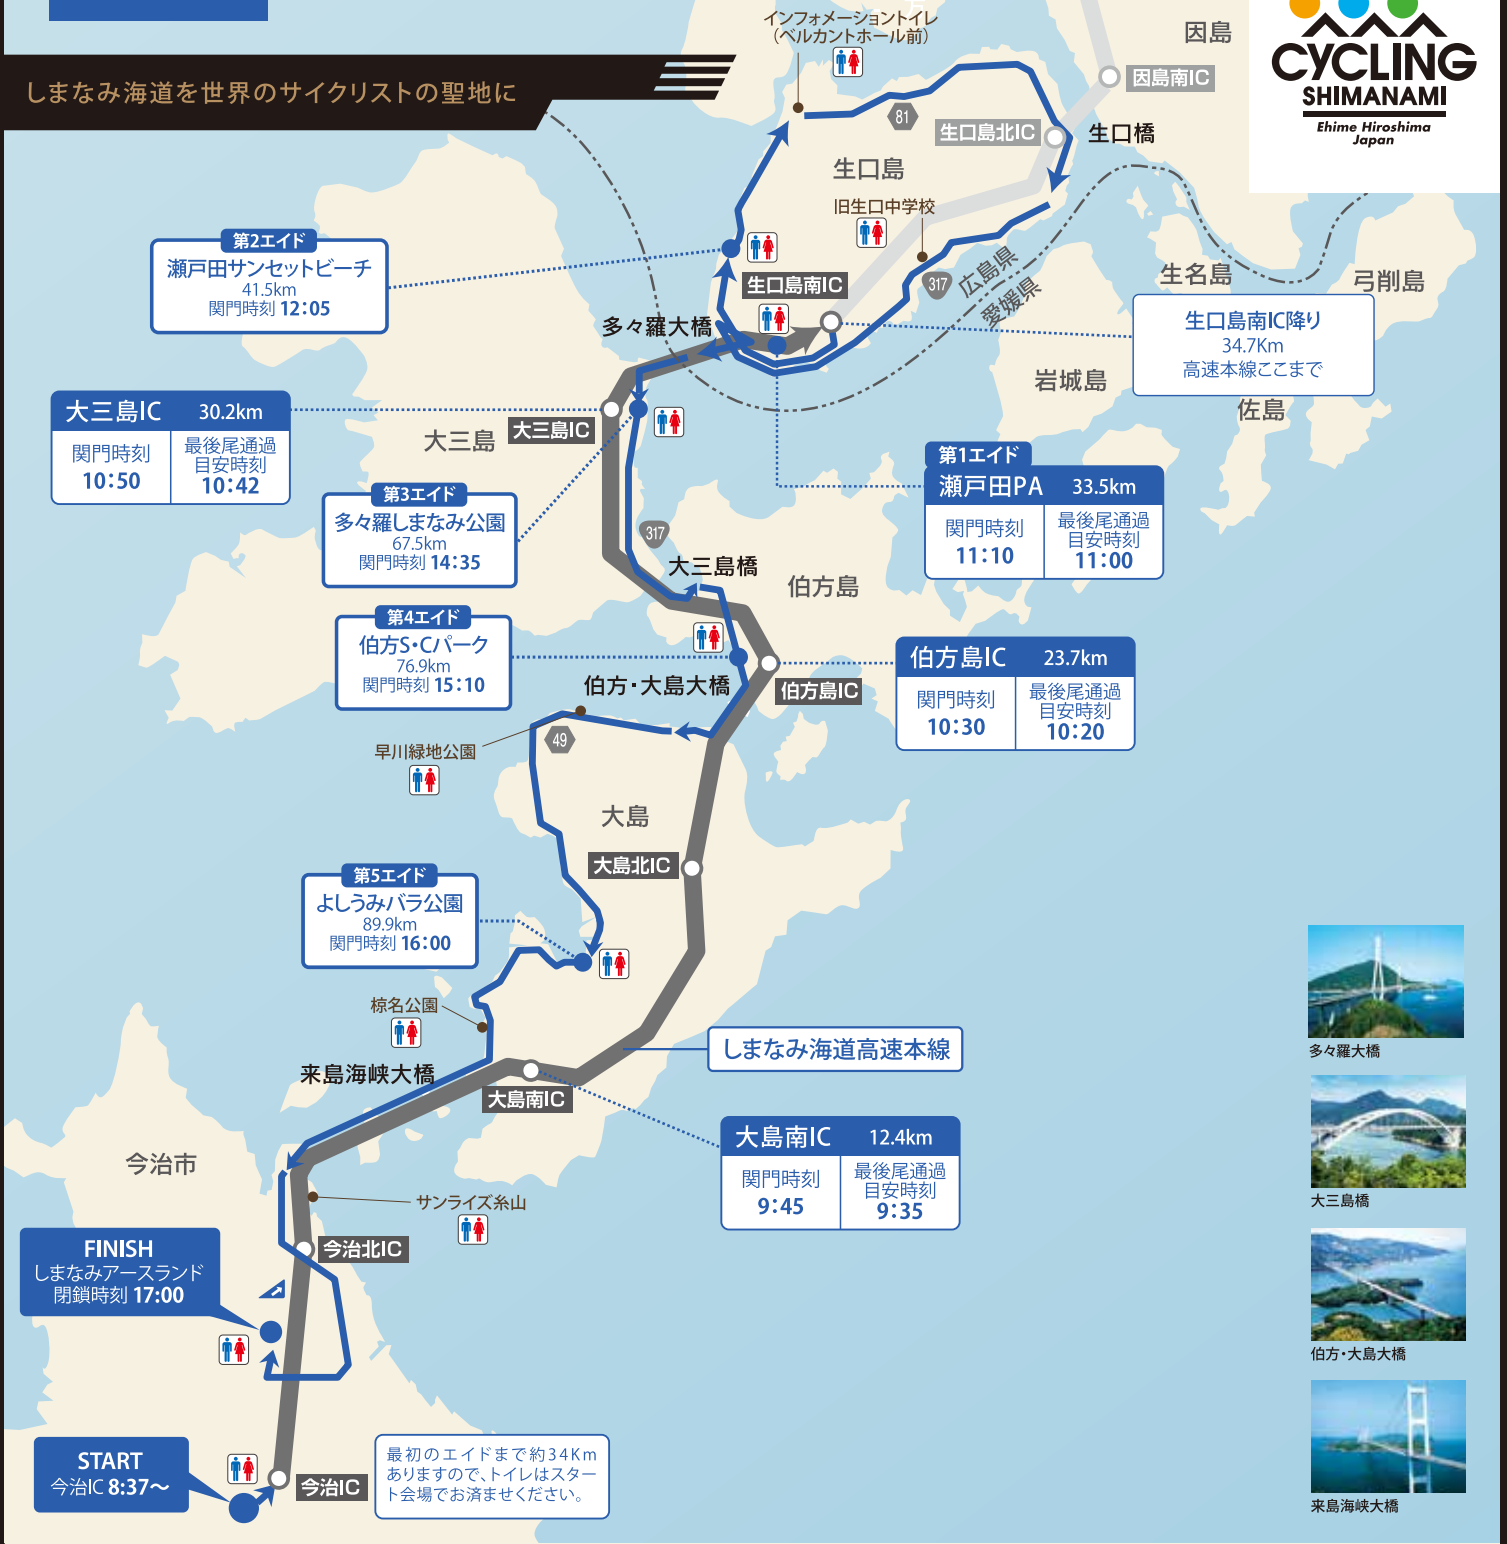 インフォメーショントイレ
（ベルカントホール前）
因島
CYCLING
SHIMANAMI
Ehime Hiroshima
Japan
しまなみ海道を世界のサイクリストの聖地に
因島南IC
81
生口島北IC
生口橋
生口島
旧生口中学校
第2エイド
瀬戸田サンセットビーチ
41.5km
関門時刻 12:05
生口島南IC
317
広島県
愛媛県
生名島
弓削島
多々羅大橋
生口島南IC降り
34.7Km
高速本線ここまで
岩城島
佐島
大三島IC 30.2km
関門時刻
10:50
最後尾通過
目安時刻
10:42
大三島
大三島IC
第1エイド
瀬戸田PA 33.5km
関門時刻
11:10
最後尾通過
目安時刻
11:00
第3エイド
多々羅しまなみ公園
67.5km
関門時刻 14:35
317
大三島橋
伯方島
第4エイド
伯方S・Cパーク
76.9km
関門時刻 15:10
伯方・大島大橋
伯方島IC
伯方島IC 23.7km
関門時刻
10:30
最後尾通過
目安時刻
10:20
早川緑地公園
49
大島
大島北IC
第5エイド
よしうみバラ公園
89.9km
関門時刻 16:00
椋名公園
来島海峡大橋
しまなみ海道高速本線
大島南IC
大島南IC 12.4km
関門時刻
9:45
最後尾通過
目安時刻
9:35
今治市
サンライズ糸山
今治北IC
FINISH
しまなみアースランド
閉鎖時刻 17:00
START
今治IC 8:37～
今治IC
最初のエイドまで約34Km
ありますので、トイレはスター
ト会場でお済ませください。
多々羅大橋
大三島橋
伯方・大島大橋
来島海峡大橋